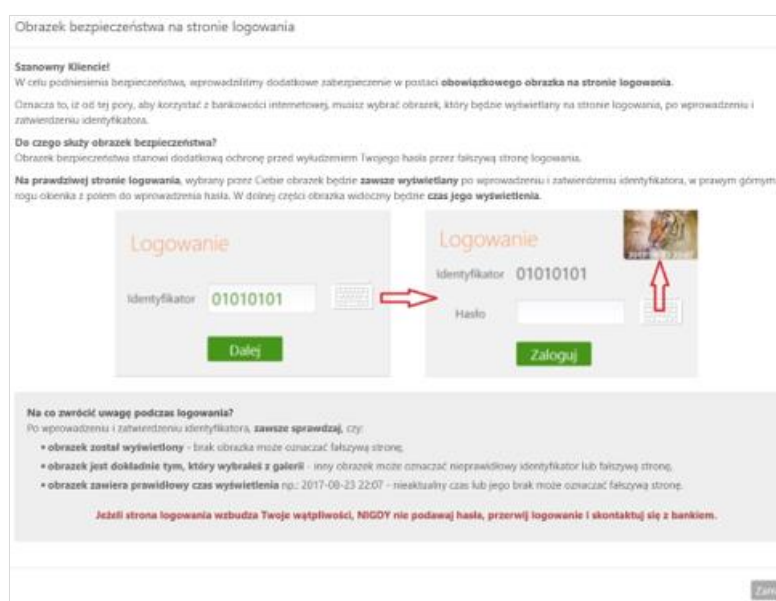 Obrazek bezpieczeństwa na stronie logowania
Szanowny Kliencie!
W celu podniesienia bezpieczeństwa, wprowadziliśmy dodatkowe zabezpieczenie w postaci obowiązkowego obrazka na stronie logowania.
Oznacza to, iż od tej pory, aby korzystać z bankowości internetowej, musisz wybrać obrazek, który będzie wyświetlany na stronie logowania, po wprowadzeniu i
zatwierdzeniu identyfikatora.
Do czego służy obrazek bezpieczeństwa?
Obrazek bezpieczeństwa stanowi dodatkową ochronę przed wyłudzeniem Twojego hasła przez fałszywą stronę logowania.
Na prawdziwej stronie logowania, wybrany przez Ciebie obrazek będzie zawsze wyświetlany po wprowadzeniu i zatwierdzeniu identyfikatora, w prawym górnym
rogu okienka z polem do wprowadzenia hasła. W dolnej części obrazka widoczny będzie czas jego wyświetlenia.
Logowanie
Identyfikator 01010101
Dalej
Logowanie
Identyfikator 01010101
Hasło
Zaloguj
Na co zwrócić uwagę podczas logowania?
Po wprowadzeniu i zatwierdzeniu identyfikatora, zawsze sprawdzaj, czy:
• obrazek został wyświetlony - brak obrazka może oznaczać fałszywą stronę,
• obrazek jest dokładnie tym, który wybrałeś z galerii - inny obrazek może oznaczać nieprawidłowy identyfikator lub fałszywą stronę,
• obrazek zawiera prawidłowy czas wyświetlenia np.: 2017-08-23 22:07 - nieaktualny czas lub jego brak może oznaczać fałszywą stronę.
Jeżeli strona logowania wzbudza Twoje wątpliwości, NIGDY nie podawaj hasła, przerwij logowanie i skontaktuj się z bankiem.